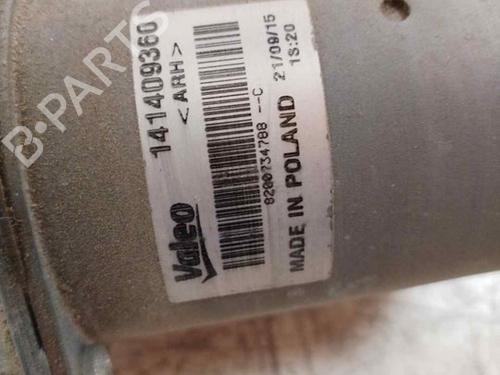 Valeo
141409360
<ARH>
8200734788 --C
MADE IN POLAND
21/09/15
15:20
B-PARTS